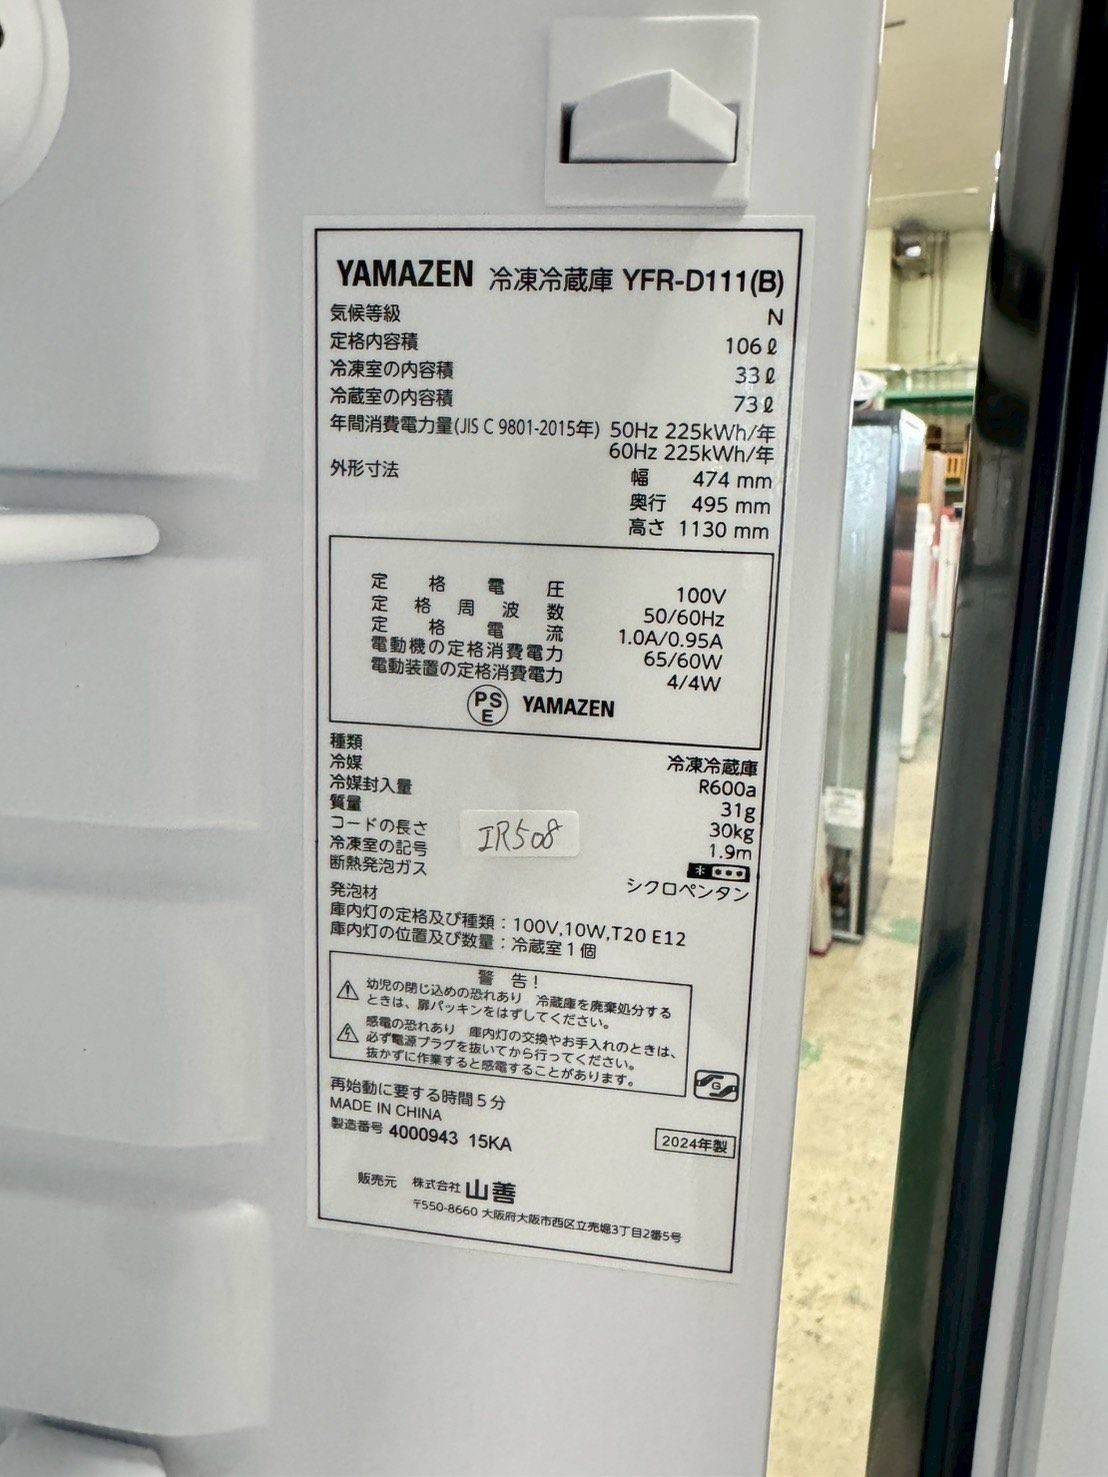 YAMAZEN 冷凍冷蔵庫 YFR-D111(B)
気候等級 N
定格内容積 106ℓ
冷凍室の内容積 33ℓ
冷蔵室の内容積 73ℓ
年間消費電力量(JIS C 9801-2015年) 50Hz 225kWh/年
60Hz 225kWh/年
外形寸法 幅 474 mm
奥行 495 mm
高さ 1130 mm
定格電圧 100V
定格周波数 50/60Hz
定格電流 1.0A/0.95A
電動機の定格消費電力 65/60W
電動装置の定格消費電力 4/4W
PSE YAMAZEN
種類 冷凍冷蔵庫
冷媒 R600a
冷媒封入量 31g
質量 30kg
コードの長さ 1.9m
冷凍室の記号
断熱発泡ガス シクロペンタン
発泡材
庫内灯の定格及び種類：100V,10W,T20 E12
庫内灯の位置及び数量：冷蔵室1個
IR508
警告！
幼児の閉じ込めの恐れあり 冷蔵庫を廃棄処分する
ときは、扉パッキンをはずしてください。
感電の恐れあり 庫内灯の交換やお手入れのときは、
必ず電源プラグを抜いてから行ってください。
抜かずに作業すると感電することがあります。
G
再始動に要する時間5分
MADE IN CHINA
製造番号 4000943 15KA
2024年製
販売元 株式会社 山善
〒550-8660 大阪府大阪市西区立売堀3丁目2番5号